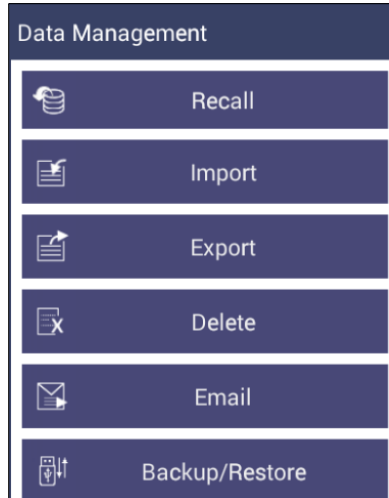 Data Management
Recall
Import
Export
Delete
Email
Backup/Restore